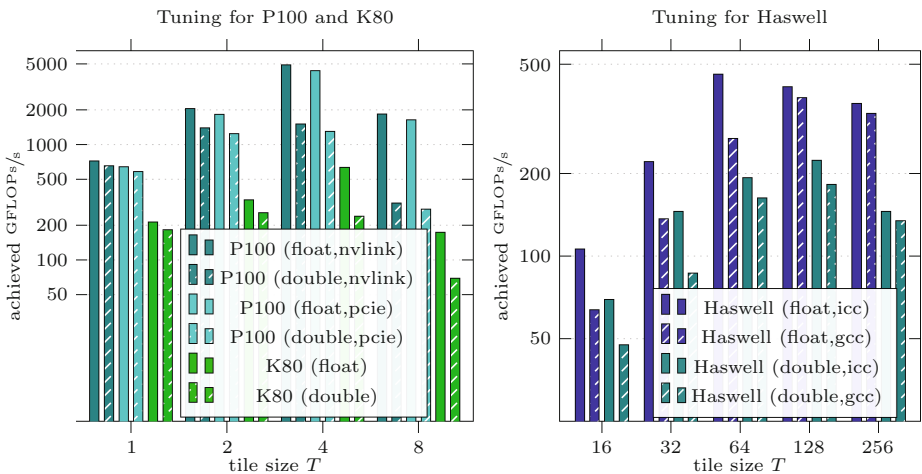 Tuning for P100 and K80
achieved GFLOPs/s
5000
2000
1000
500
200
100
50
P100 (float,nvlink)
P100 (double,nvlink)
P100 (float,pcie)
P100 (double,pcie)
K80 (float)
K80 (double)
1 2 4 8
tile size T
Tuning for Haswell
achieved GFLOPs/s
500
200
100
50
Haswell (float,icc)
Haswell (float,gcc)
Haswell (double,icc)
Haswell (double,gcc)
16 32 64 128 256
tile size T